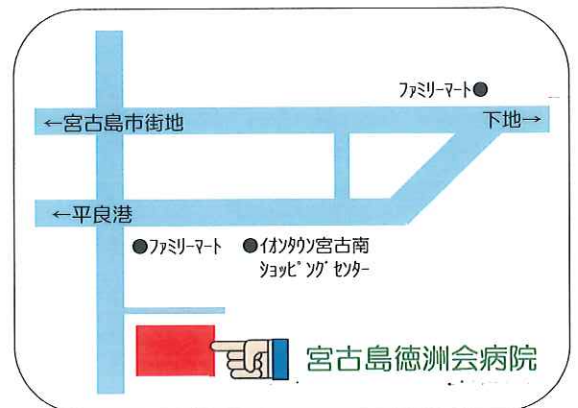 ファミリーマート●
←宮古島市街地
下地→
←平良港
●ファミリーマート
●イオンタウン宮古南
ショッピングセンター
宮古島徳洲会病院